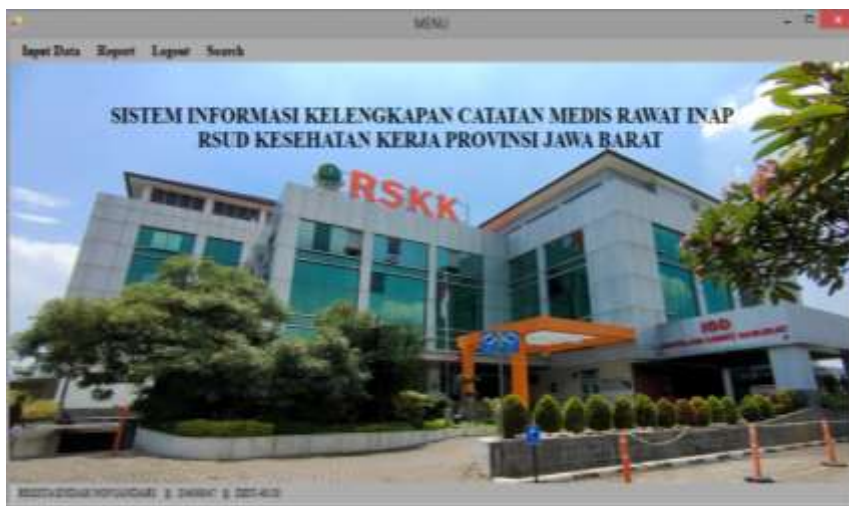 MENU
Input Data Report Logout Search
SISTEM INFORMASI KELENGKAPAN CATATAN MEDIS RAWAT INAP
RSUD KESEHATAN KERJA PROVINSI JAWA BARAT
RSKK
IGD